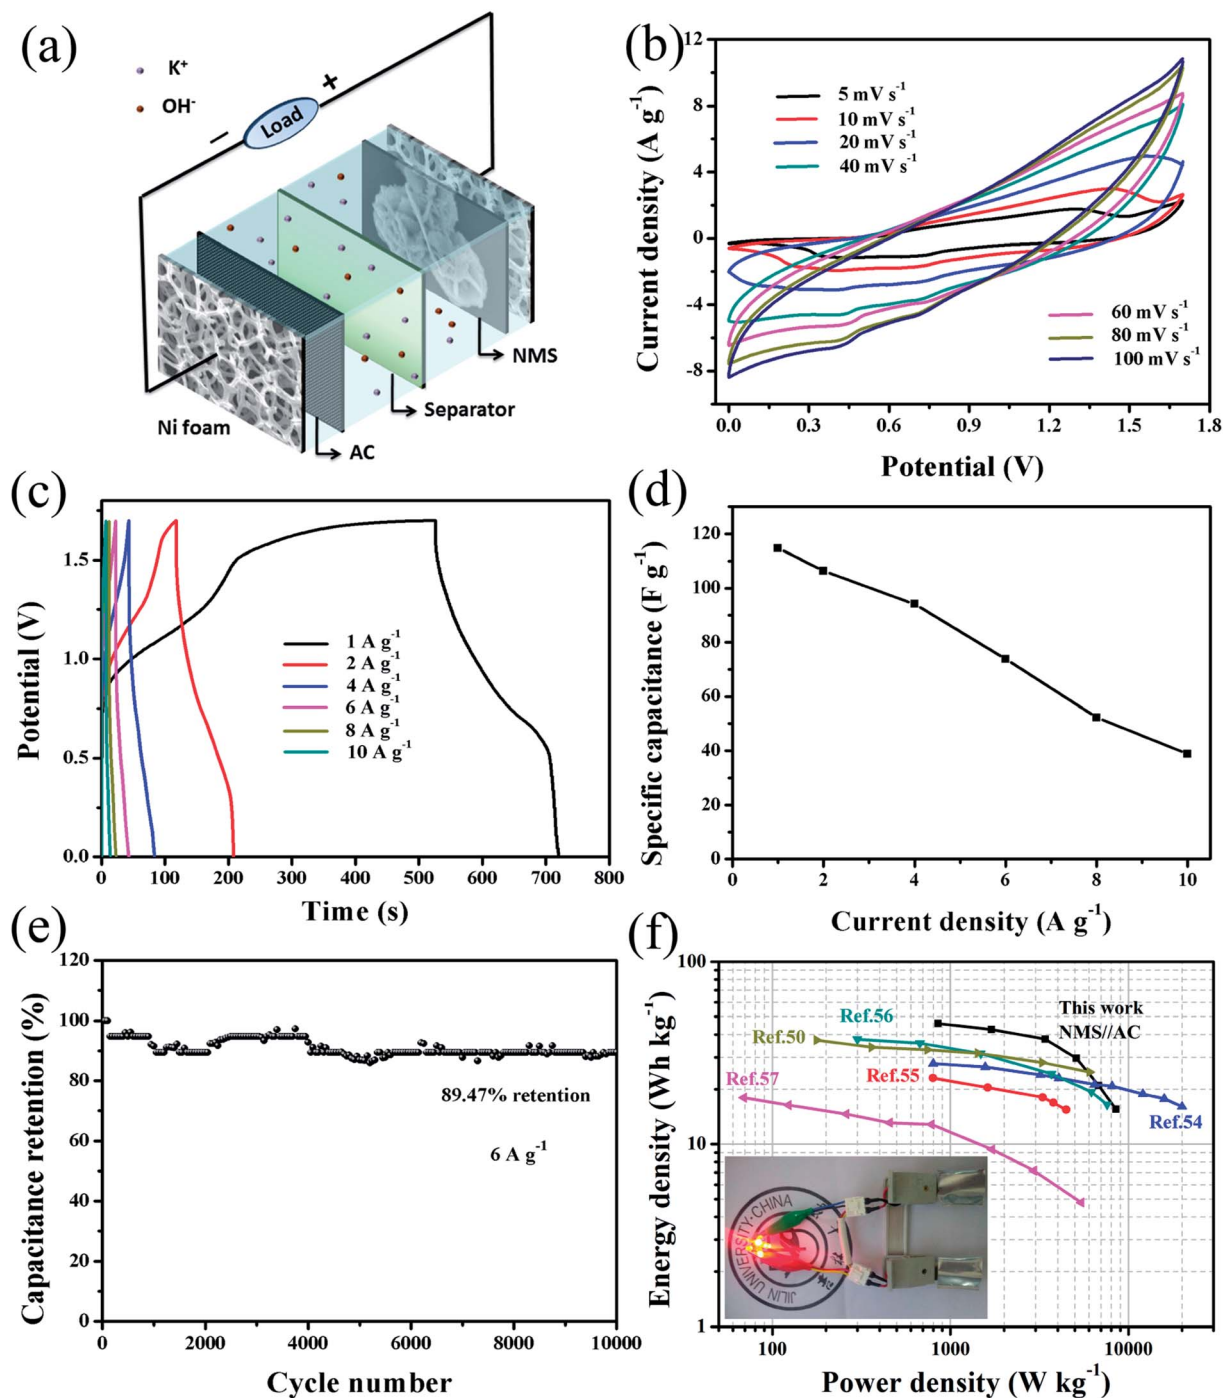 (a)
K⁺
OH⁻
− Load +
NMS
Separator
Ni foam
AC
(b)
Current density (A g⁻¹)
12
8
4
0
-4
-8
5 mV s⁻¹
10 mV s⁻¹
20 mV s⁻¹
40 mV s⁻¹
60 mV s⁻¹
80 mV s⁻¹
100 mV s⁻¹
0.0 0.3 0.6 0.9 1.2 1.5 1.8
Potential (V)
(c)
Potential (V)
1.5
1.0
0.5
0.0
1 A g⁻¹
2 A g⁻¹
4 A g⁻¹
6 A g⁻¹
8 A g⁻¹
10 A g⁻¹
0 100 200 300 400 500 600 700 800
Time (s)
(d)
Specific capacitance (F g⁻¹)
120
100
80
60
40
20
0
0 2 4 6 8 10
Current density (A g⁻¹)
(e)
Capacitance retention (%)
120
100
80
60
40
20
0
89.47% retention
6 A g⁻¹
0 2000 4000 6000 8000 10000
Cycle number
(f)
Energy density (Wh kg⁻¹)
100
10
1
This work
NMS//AC
Ref.56
Ref.50
Ref.55
Ref.57
Ref.54
JILIN UNIVERSITY·CHINA
100 1000 10000
Power density (W kg⁻¹)